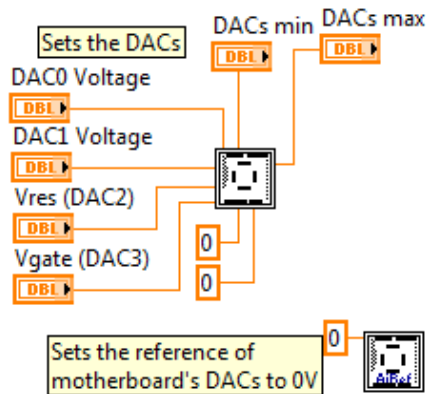 Sets the DACs
DACs min
DACs max
DBL
DBL
DAC0 Voltage
DBL
DAC1 Voltage
DBL
Vres (DAC2)
DBL
Vgate (DAC3)
DBL
0
0
0
Sets the reference of
motherboard's DACs to 0V
AiRef